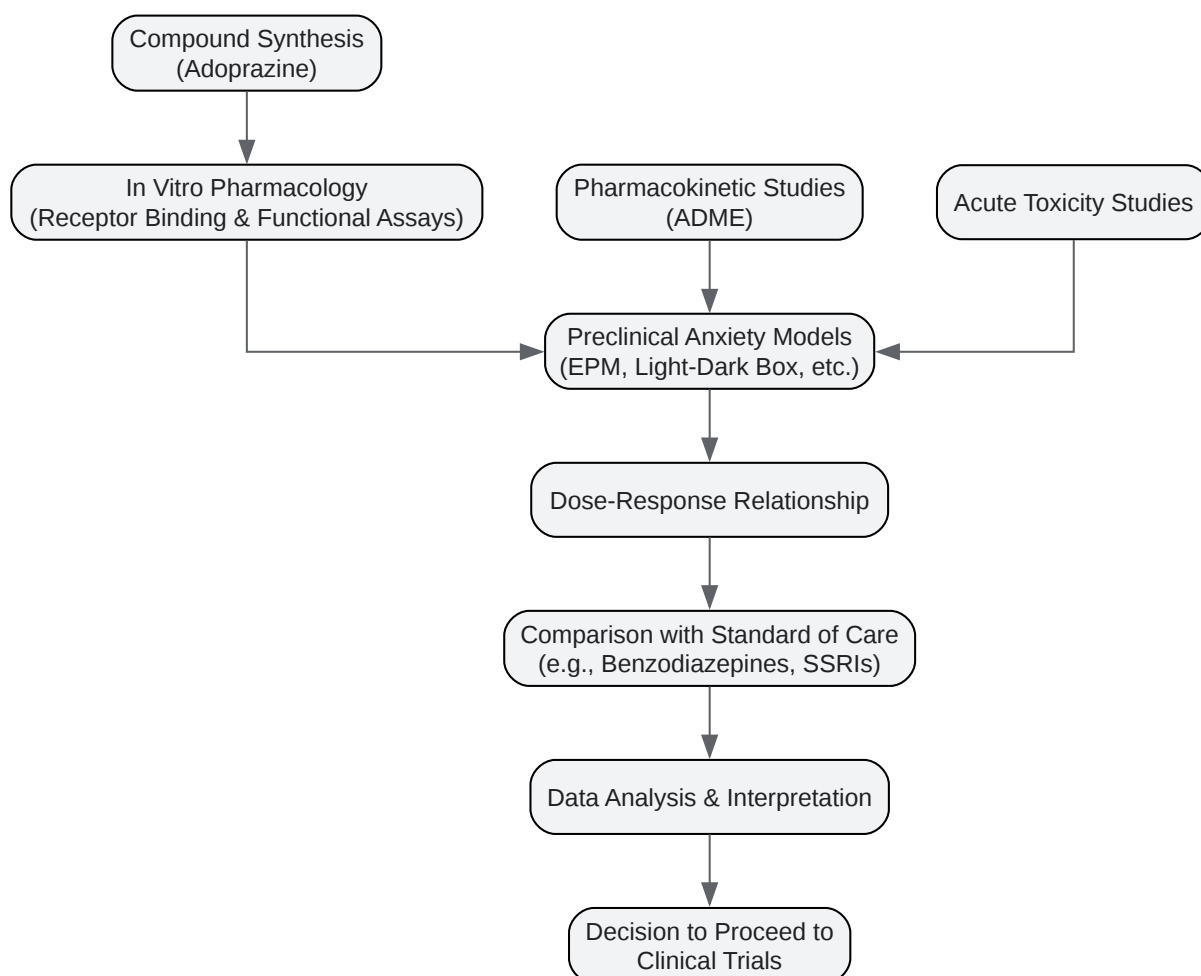 Compound Synthesis
(Adoprazine)
In Vitro Pharmacology
(Receptor Binding & Functional Assays)
Pharmacokinetic Studies
(ADME)
Acute Toxicity Studies
Preclinical Anxiety Models
(EPM, Light-Dark Box, etc.)
Dose-Response Relationship
Comparison with Standard of Care
(e.g., Benzodiazepines, SSRIs)
Data Analysis & Interpretation
Decision to Proceed to
Clinical Trials